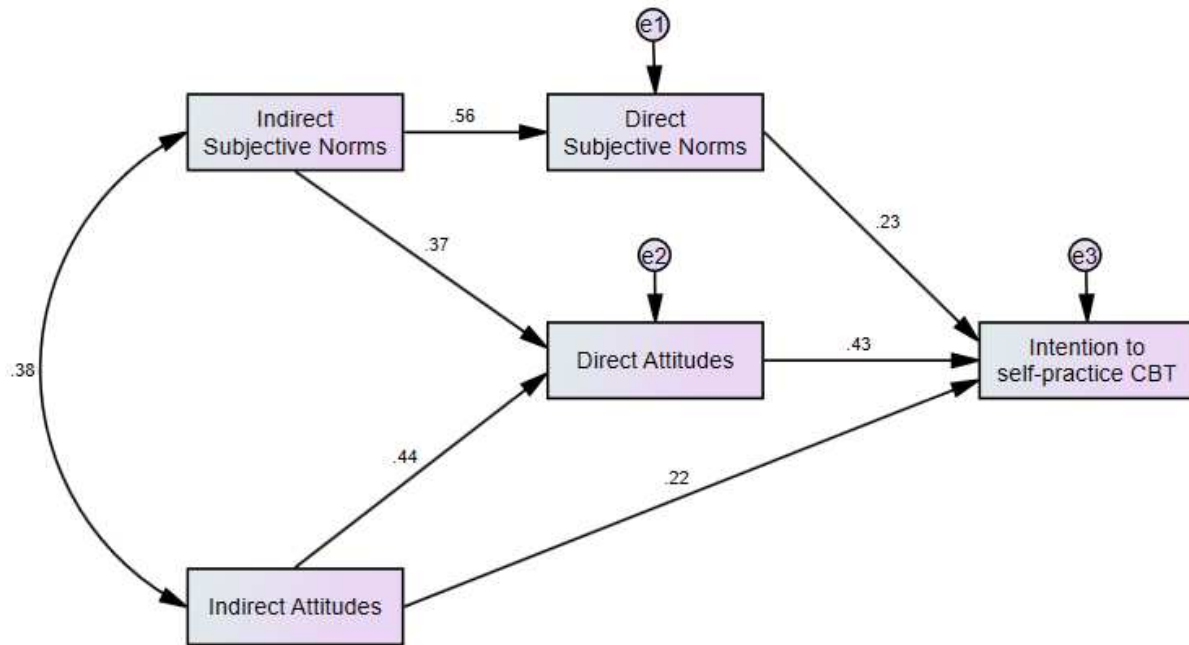 e1
Indirect
Subjective Norms
.56
Direct
Subjective Norms
.37
.23
e2
e3
Direct Attitudes
.43
Intention to
self-practice CBT
.38
.44
.22
Indirect Attitudes